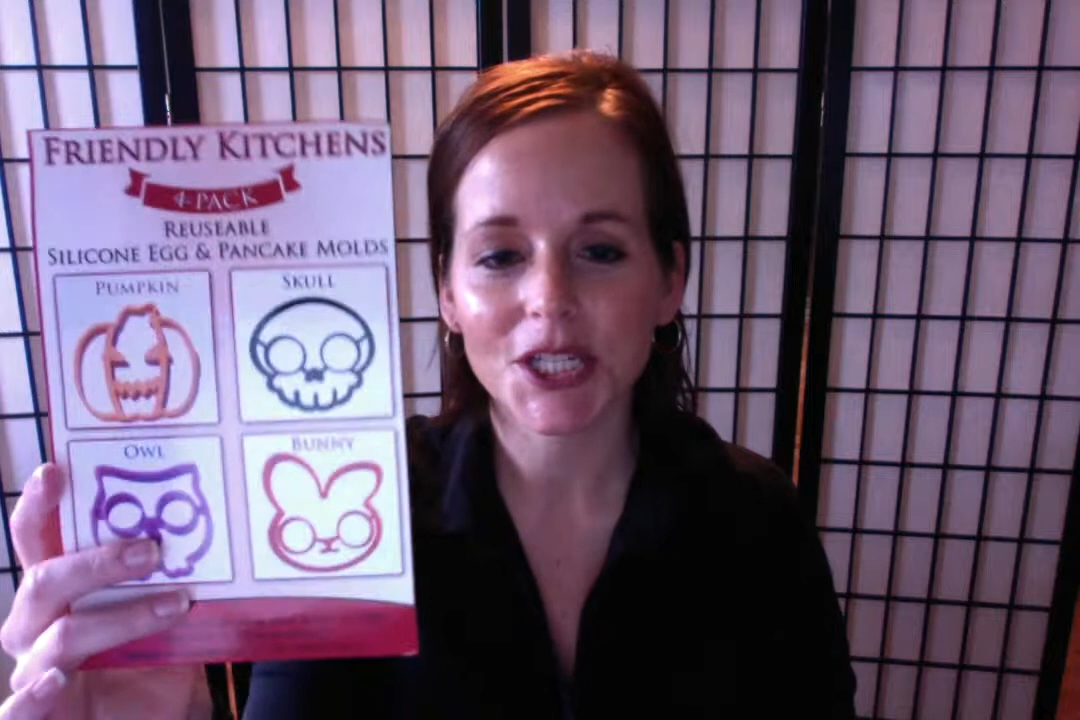 FRIENDLY KITCHENS
4-PACK
REUSEABLE
SILICONE EGG & PANCAKE MOLDS
PUMPKIN
SKULL
OWL
BUNNY